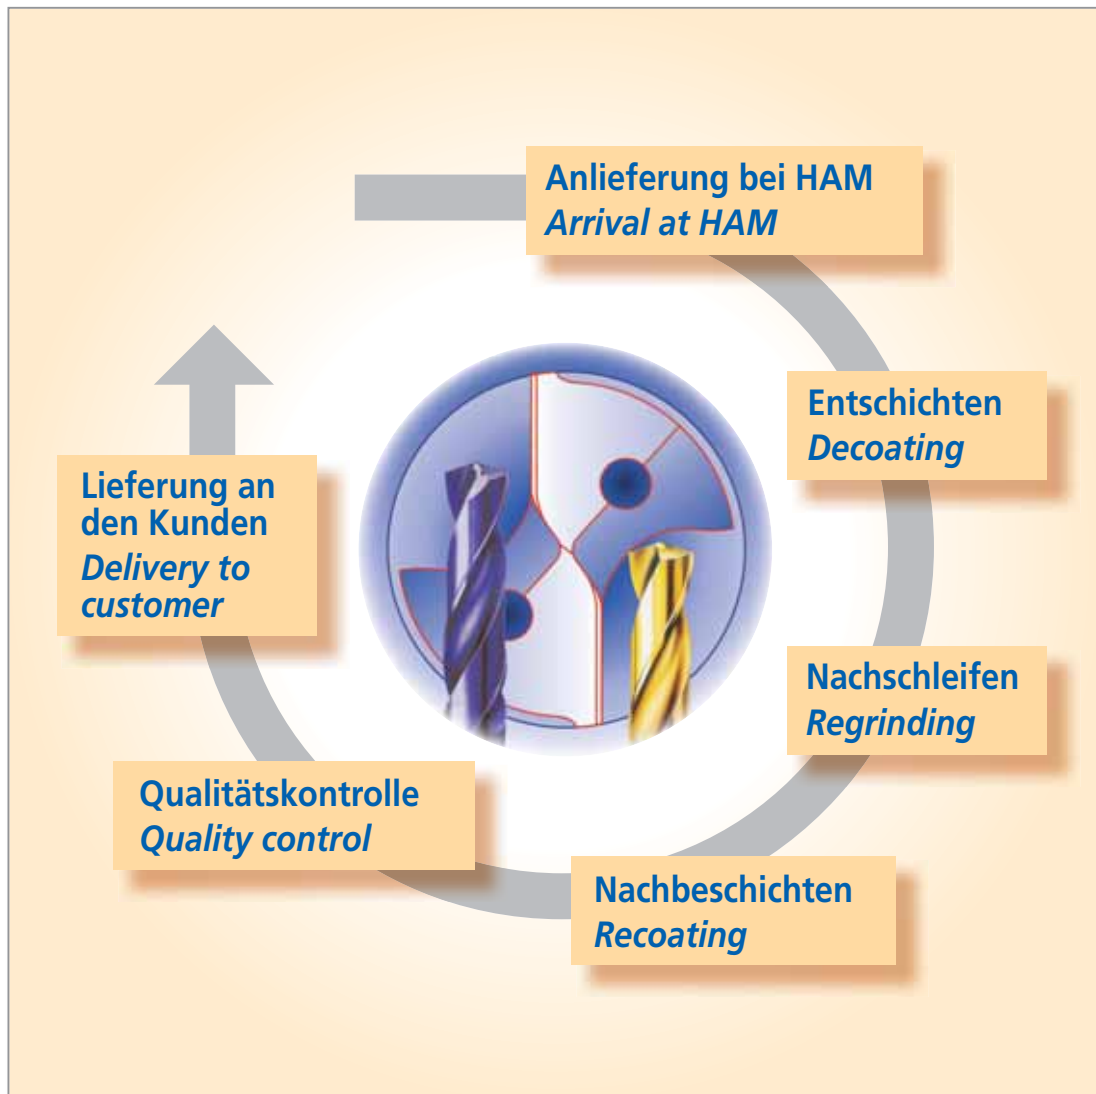 Anlieferung bei HAM
Arrival at HAM
Entschichten
Decoating
Nachschleifen
Regrinding
Nachbeschichten
Recoating
Qualitätskontrolle
Quality control
Lieferung an
den Kunden
Delivery to
customer